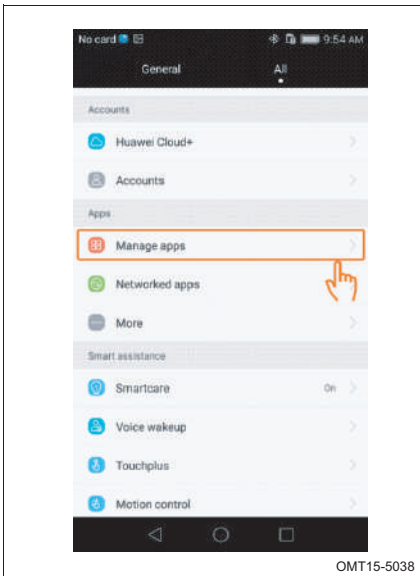 No card 9:54 AM
General All
Accounts
Huawei Cloud+
Accounts
Apps
Manage apps
Networked apps
More
Smart assistance
Smartcare On
Voice wakeup
Touchplus
Motion control
OMT15-5038